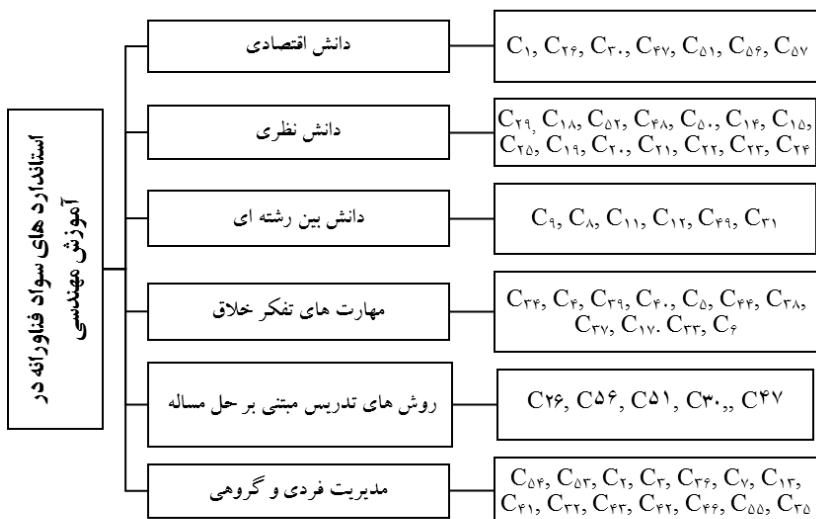 استاندارد های سواد فناورانه در
آموزش مهندسی
دانش اقتصادی
C۱, C۲۶, C۳۰, C۴۷, C۵۱, C۵۶, C۵۷
دانش نظری
C۲۹, C۱۸, C۵۲, C۴۸, C۵۰, C۱۴, C۱۵,
C۲۵, C۱۹, C۲۰, C۲۱, C۲۲, C۲۳, C۲۴
دانش بین رشته ای
C۹, C۸, C۱۱, C۱۲, C۴۹, C۳۱
مهارت های تفکر خلاق
C۳۴, C۴, C۳۹, C۴۰, C۵, C۴۴, C۳۸,
C۳۷, C۱۷. C۳۳, C۶
روش های تدریس مبتنی بر حل مساله
C۲۶, C۵۶, C۵۱, C۳۰,, C۴۷
مدیریت فردی و گروهی
C۵۴, C۵۳, C۲, C۳, C۳۶, C۷, C۱۳,
C۴۱, C۳۲, C۴۳, C۴۲, C۴۶, C۵۵, C۳۵